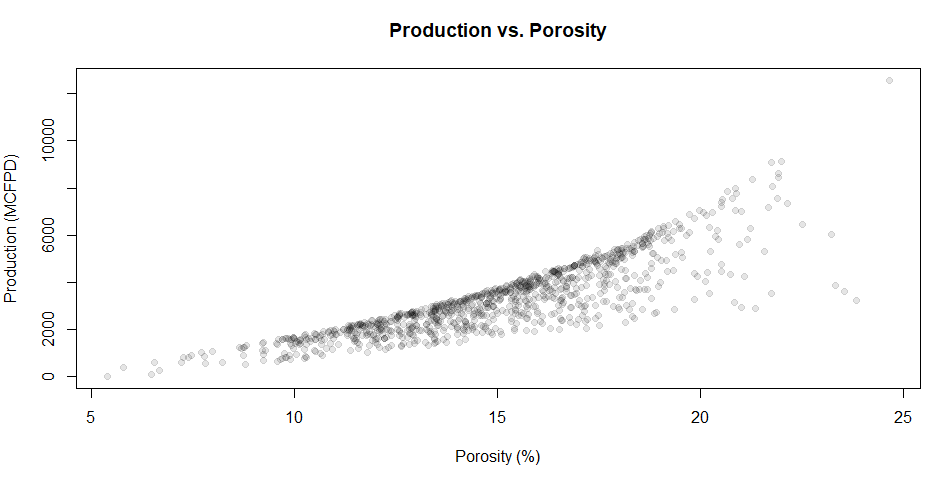 Production vs. Porosity
Production (MCFPD)
10000
6000
2000
0
5 10 15 20 25
Porosity (%)